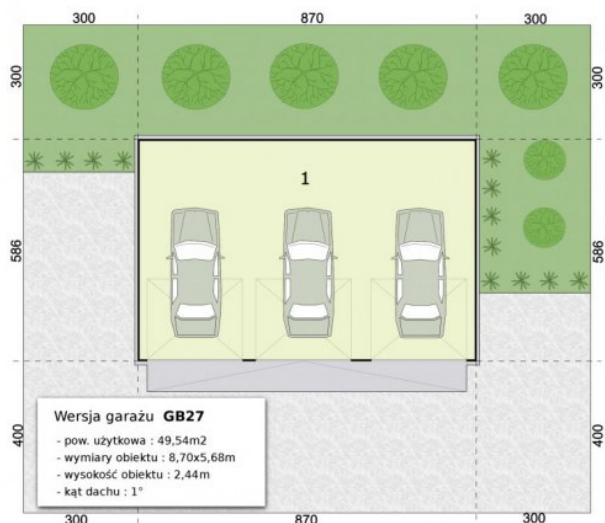 300 870 300
300 300
1
586 586
400 400
Wersja garażu GB27
- pow. użytkowa : 49,54m2
- wymiary obiektu : 8,70x5,68m
- wysokość obiektu : 2,44m
- kąt dachu : 1°
300 870 300